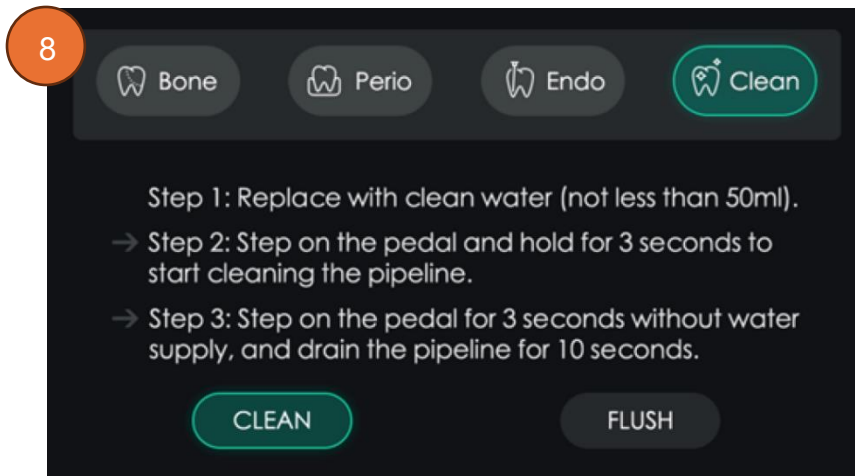 8
Bone Perio Endo Clean
Step 1: Replace with clean water (not less than 50ml).
→ Step 2: Step on the pedal and hold for 3 seconds to
start cleaning the pipeline.
→ Step 3: Step on the pedal for 3 seconds without water
supply, and drain the pipeline for 10 seconds.
CLEAN FLUSH